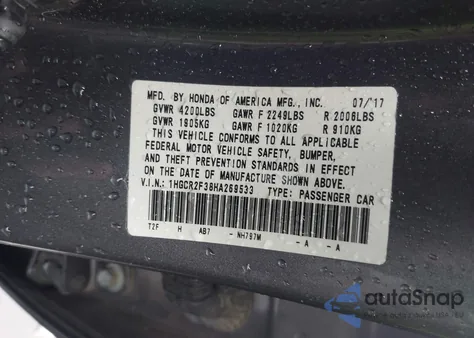 MFD. BY HONDA OF AMERICA MFG., INC. 07/'17
GVWR 4200LBS GAWR F 2249LBS R 2006LBS
GVWR 1905KG GAWR F 1020KG R 910KG
THIS VEHICLE CONFORMS TO ALL APPLICABLE
FEDERAL MOTOR VEHICLE SAFETY, BUMPER,
AND THEFT PREVENTION STANDARDS IN EFFECT
ON THE DATE OF MANUFACTURE SHOWN ABOVE.
V.I.N.: 1HGCR2F38HA269533 TYPE: PASSENGER CAR
T2F H AB7 - NH797M - A - A
autoSnap